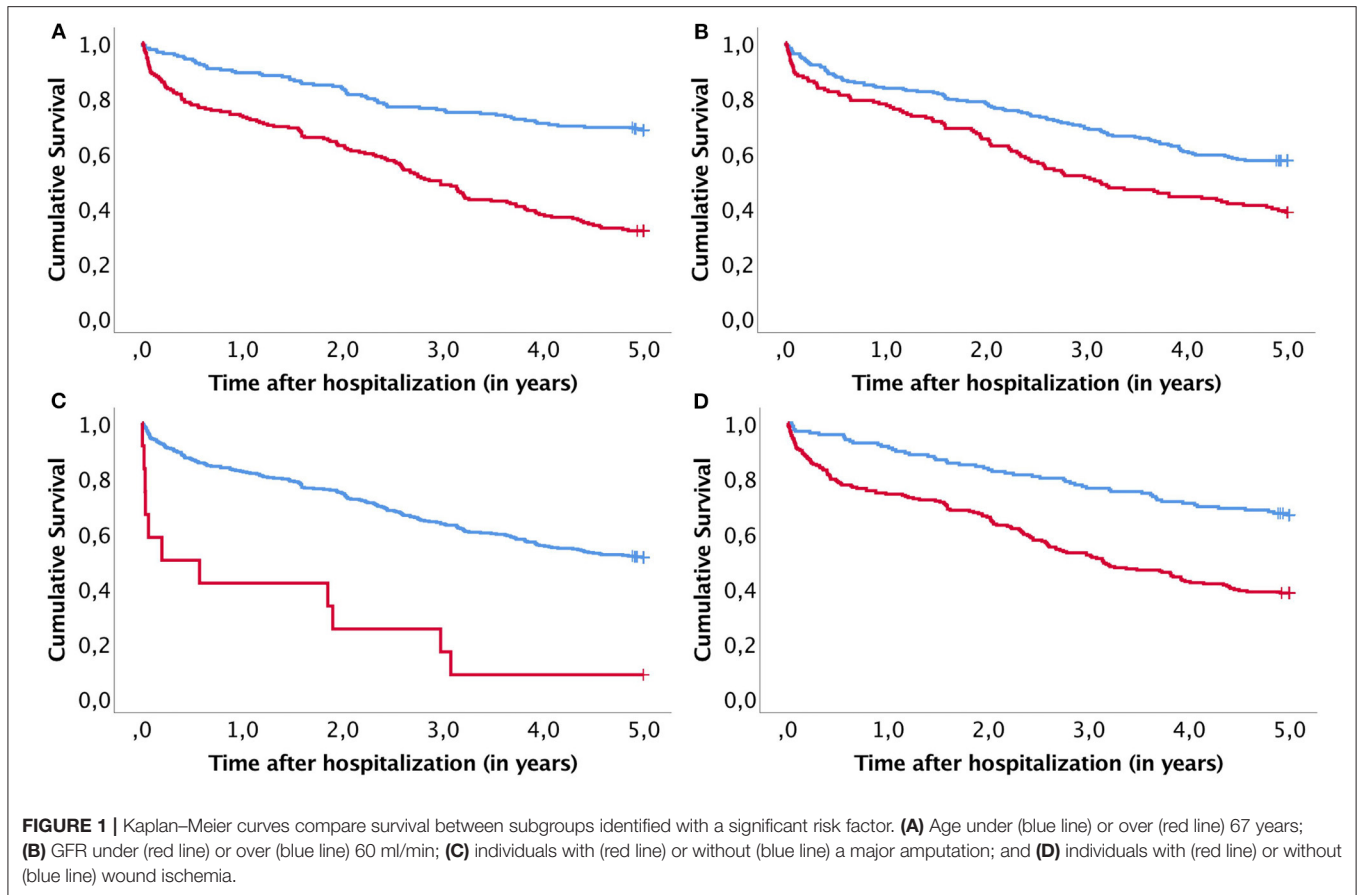 A
Cumulative Survival
1,0
0,8
0,6
0,4
0,2
0,0
,0 1,0 2,0 3,0 4,0 5,0
Time after hospitalization (in years)
B
Cumulative Survival
1,0
0,8
0,6
0,4
0,2
0,0
,0 1,0 2,0 3,0 4,0 5,0
Time after hospitalization (in years)
C
Cumulative Survival
1,0
0,8
0,6
0,4
0,2
0,0
,0 1,0 2,0 3,0 4,0 5,0
Time after hospitalization (in years)
D
Cumulative Survival
1,0
0,8
0,6
0,4
0,2
0,0
,0 1,0 2,0 3,0 4,0 5,0
Time after hospitalization (in years)
FIGURE 1 | Kaplan–Meier curves compare survival between subgroups identified with a significant risk factor. (A) Age under (blue line) or over (red line) 67 years;
(B) GFR under (red line) or over (blue line) 60 ml/min; (C) individuals with (red line) or without (blue line) a major amputation; and (D) individuals with (red line) or without
(blue line) wound ischemia.